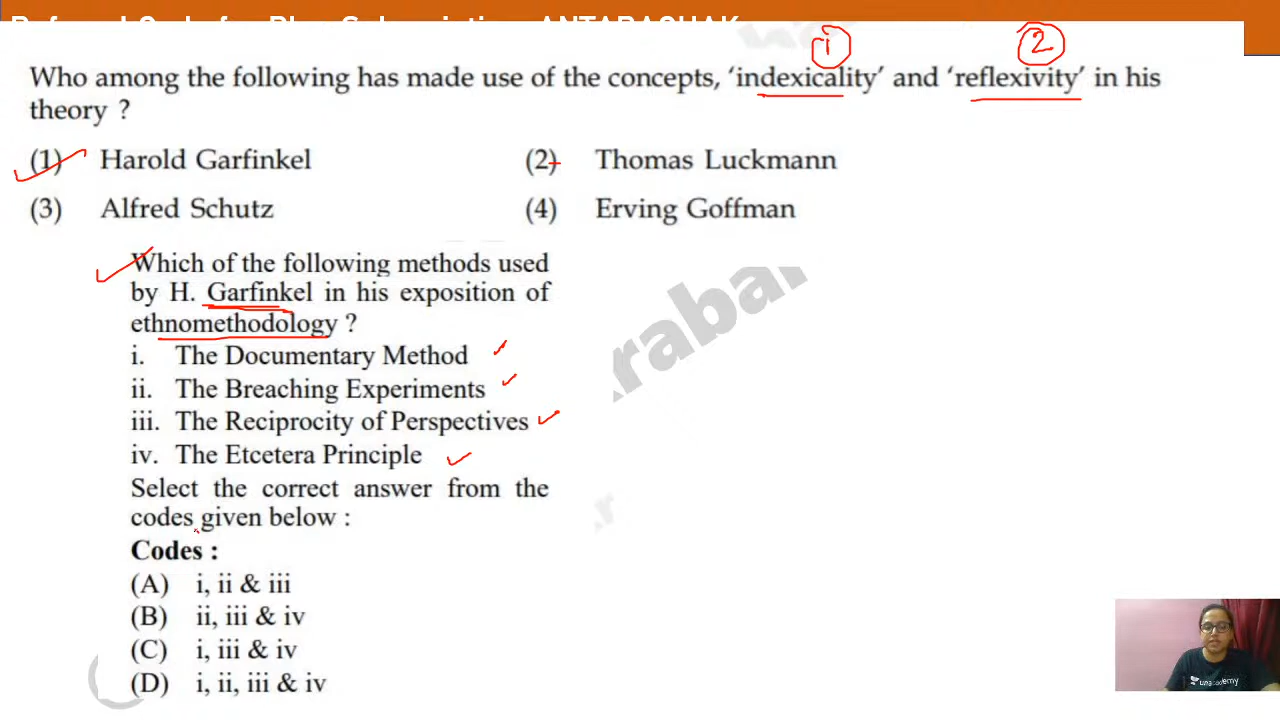 i
2
Who among the following has made use of the concepts, 'indexicality' and 'reflexivity' in his
theory ?
(1) Harold Garfinkel (2) Thomas Luckmann
(3) Alfred Schutz (4) Erving Goffman
Which of the following methods used
by H. Garfinkel in his exposition of
ethnomethodology ?
i. The Documentary Method
ii. The Breaching Experiments
iii. The Reciprocity of Perspectives
iv. The Etcetera Principle
Select the correct answer from the
codes given below :
Codes :
(A) i, ii & iii
(B) ii, iii & iv
(C) i, iii & iv
(D) i, ii, iii & iv
unacademy